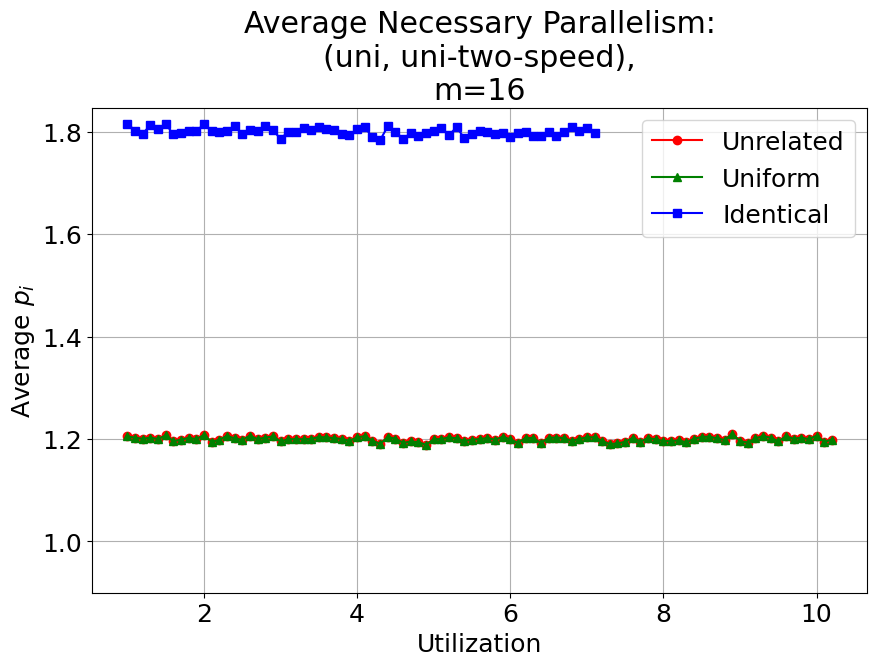 Average Necessary Parallelism:
(uni, uni-two-speed),
m=16
Unrelated
Uniform
Identical
1.8
1.6
1.4
1.2
1.0
Average p_i
2 4 6 8 10
Utilization